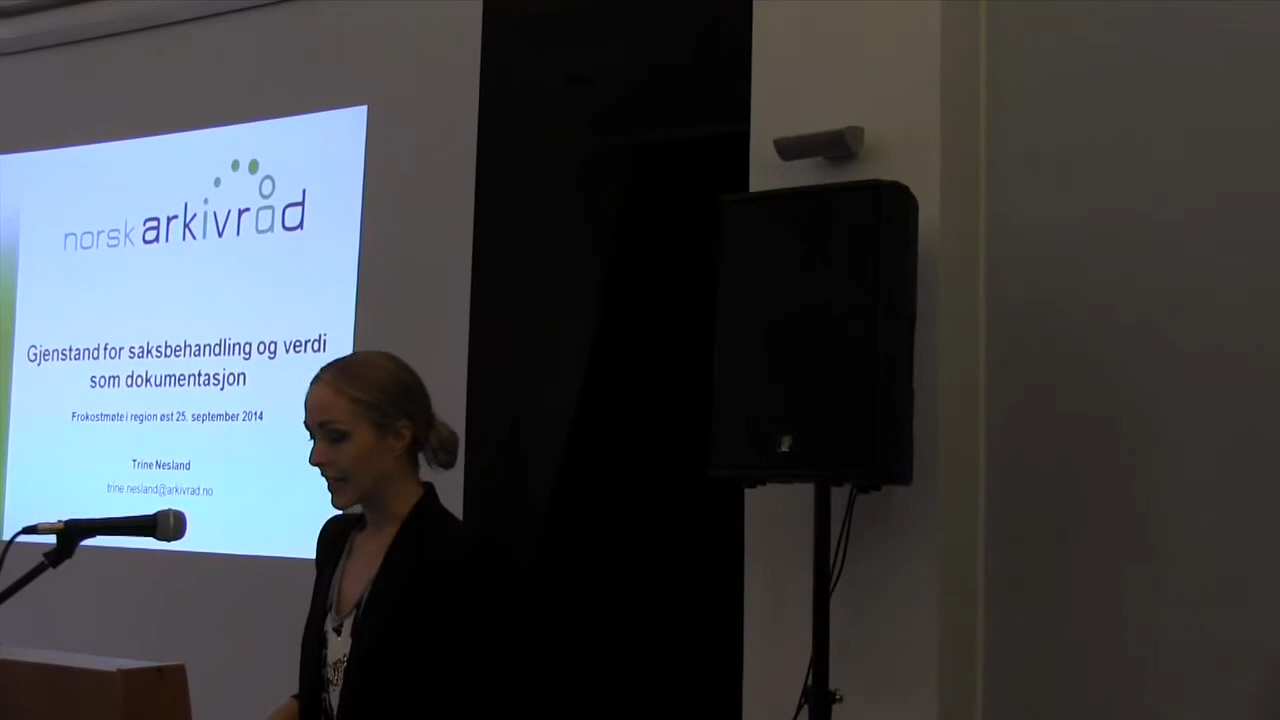 norsk arkivråd
Gjenstand for saksbehandling og verdi
som dokumentasjon
Frokostmøte i region øst 25. september 2014
Trine Nesland
trine.nesland@arkivrad.no